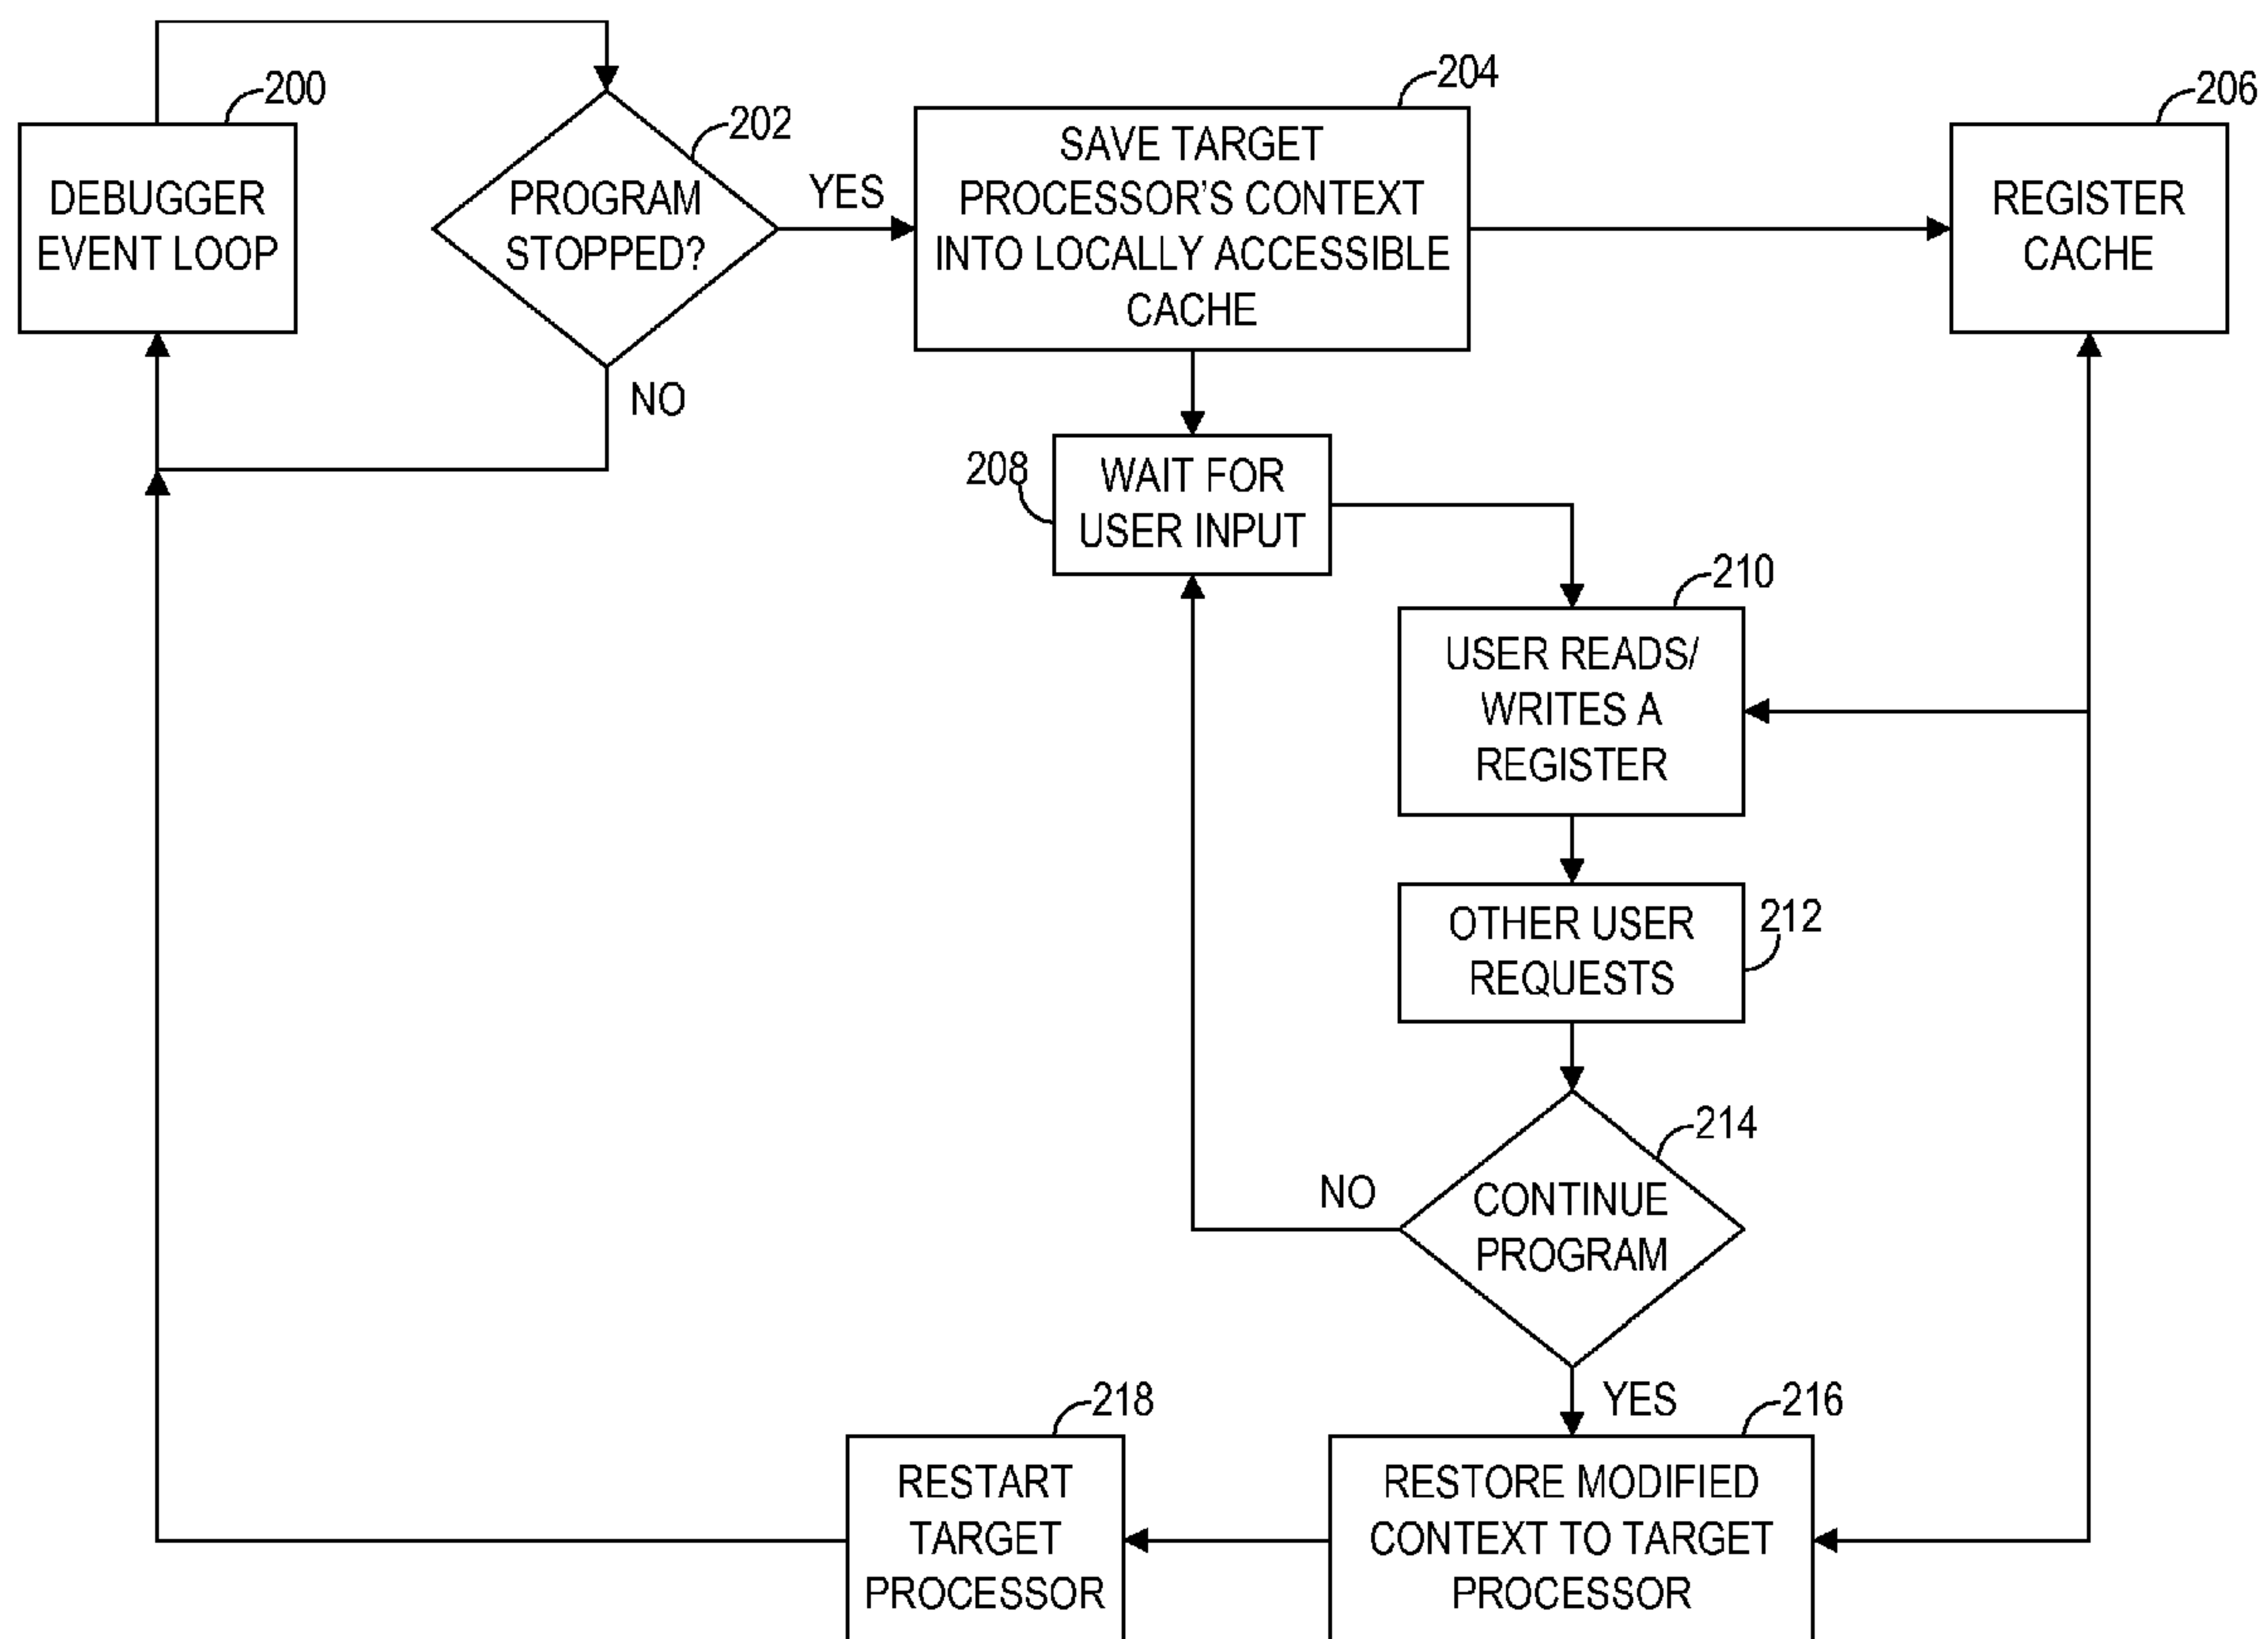 200
DEBUGGER
EVENT LOOP
202
PROGRAM
STOPPED?
YES
NO
204
SAVE TARGET
PROCESSOR'S CONTEXT
INTO LOCALLY ACCESSIBLE
CACHE
206
REGISTER
CACHE
208
WAIT FOR
USER INPUT
210
USER READS/
WRITES A
REGISTER
212
OTHER USER
REQUESTS
214
CONTINUE
PROGRAM
NO
YES
216
RESTORE MODIFIED
CONTEXT TO TARGET
PROCESSOR
218
RESTART
TARGET
PROCESSOR